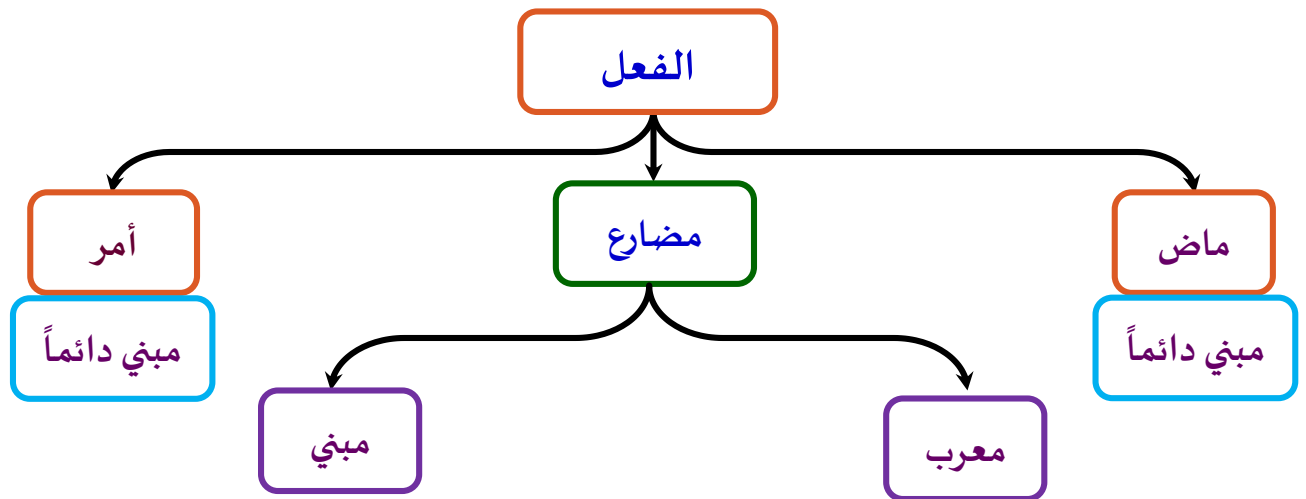 الفعل
ماض
مضارع
أمر
مبني دائماً
مبني دائماً
معرب
مبني